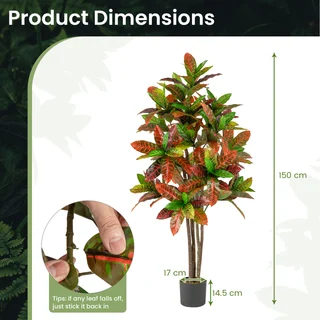 Product Dimensions
150 cm
17 cm
14.5 cm
Tips: If any leaf falls off,
just stick it back in